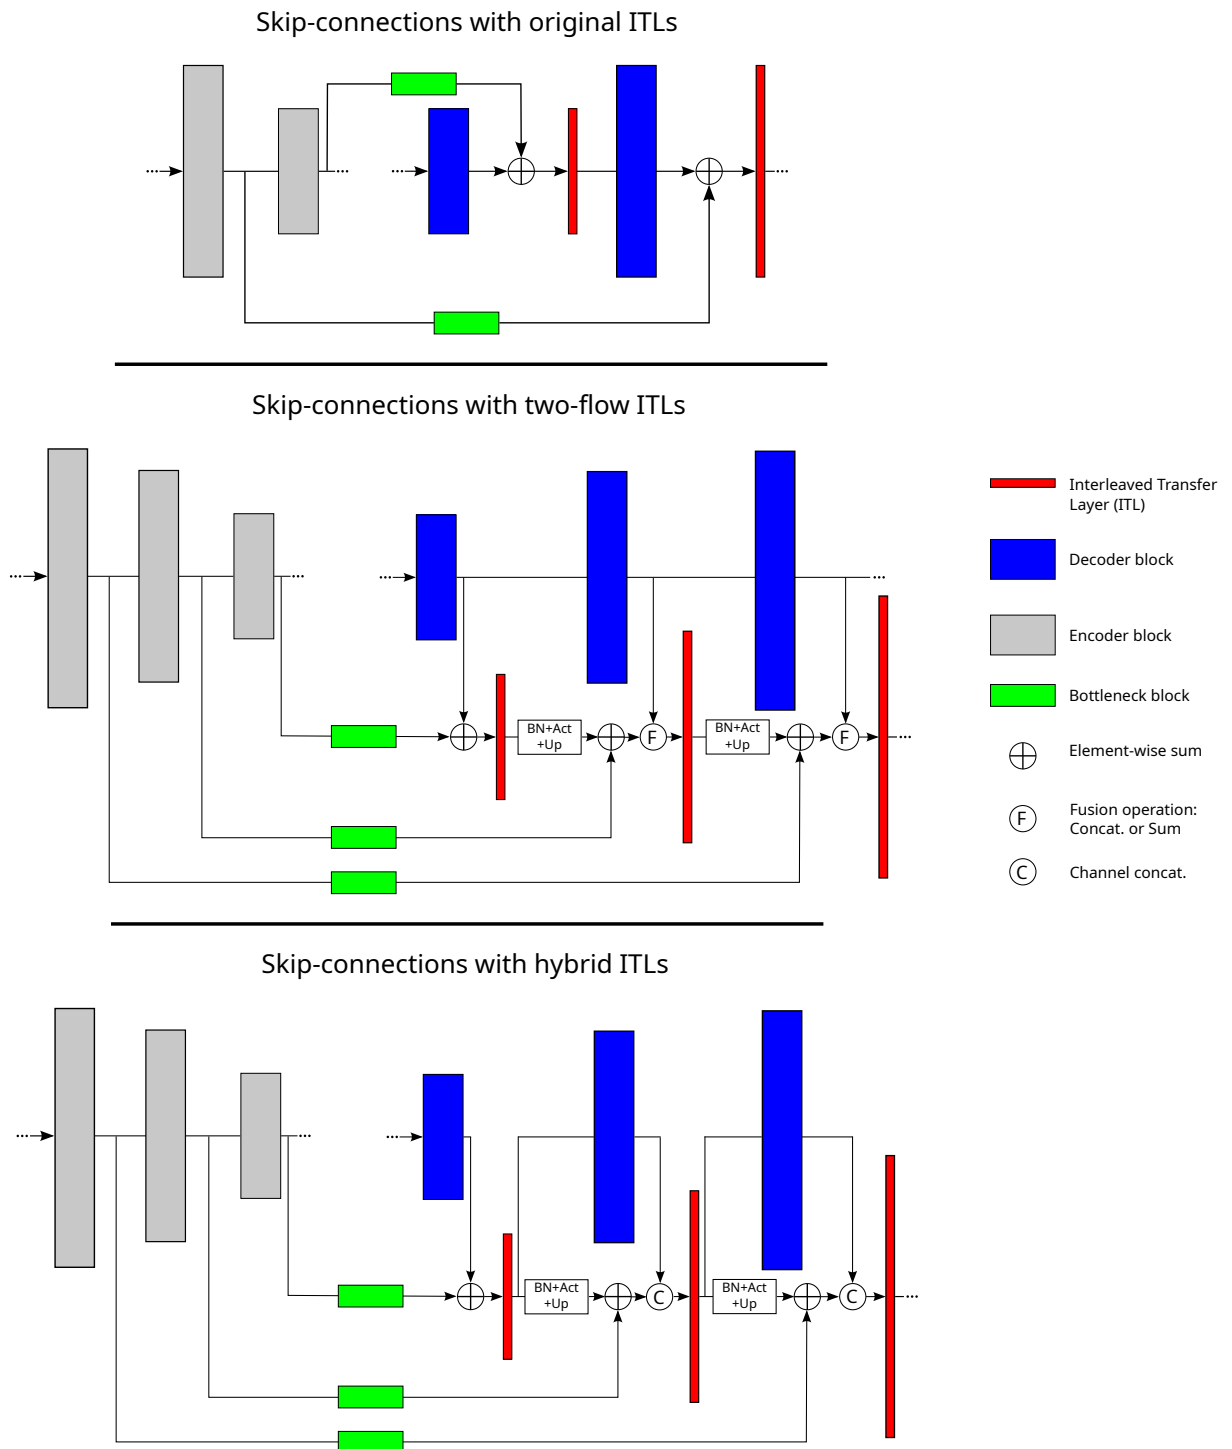 Skip-connections with original ITLs
Skip-connections with two-flow ITLs
BN+Act
+Up
F
BN+Act
+Up
F
Interleaved Transfer
Layer (ITL)
Decoder block
Encoder block
Bottleneck block
Element-wise sum
F
Fusion operation:
Concat. or Sum
C
Channel concat.
Skip-connections with hybrid ITLs
BN+Act
+Up
C
BN+Act
+Up
C